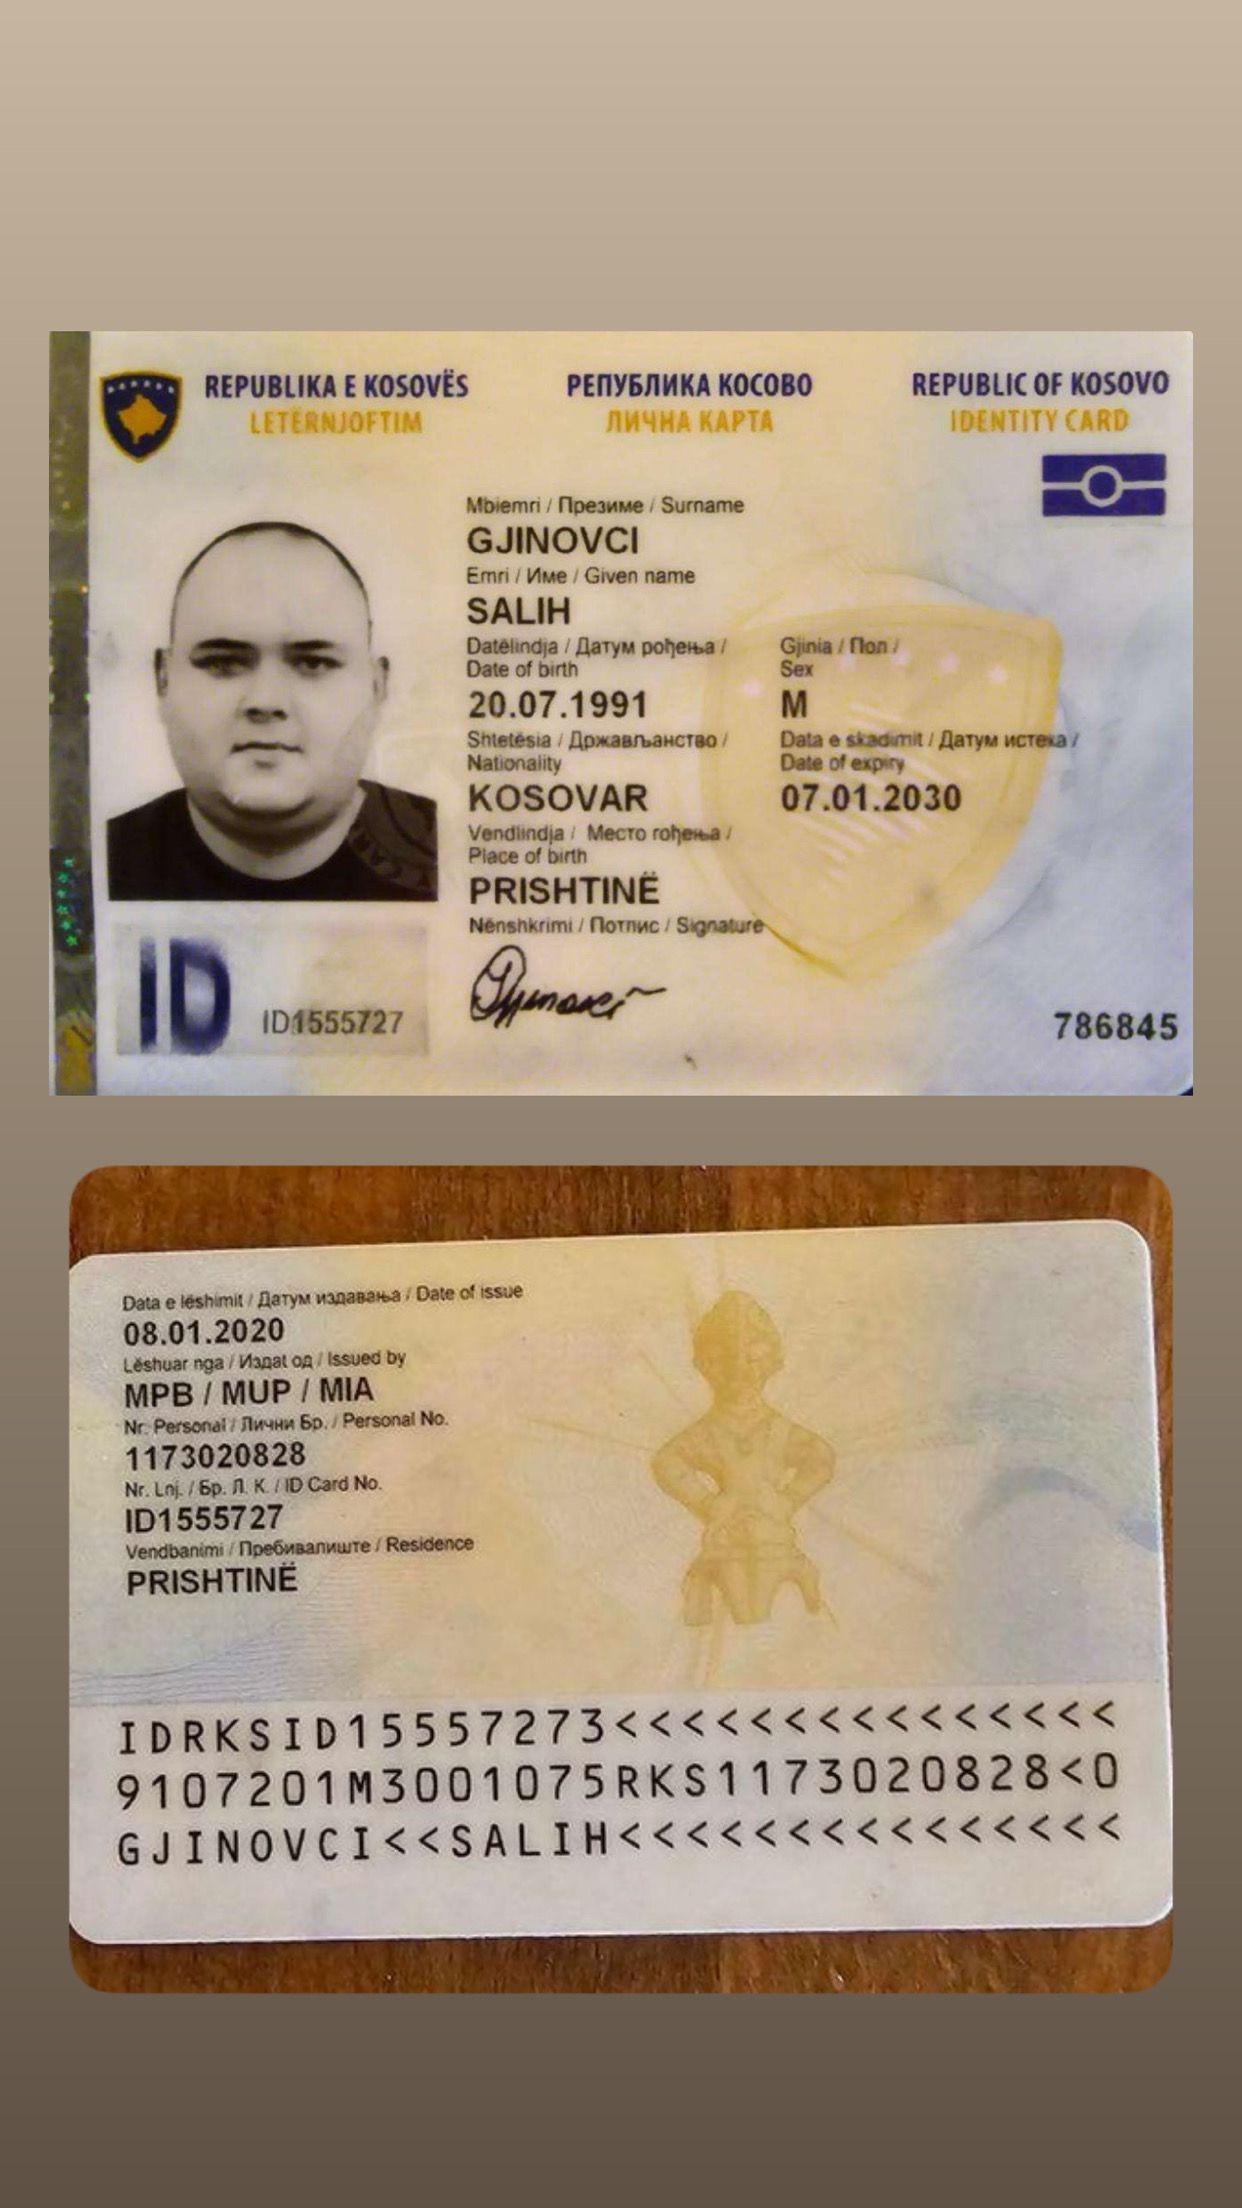 REPUBLIKA E KOSOVËS
LETËRNJOFTIM
РЕПУБЛИКА КОСОВО
ЛИЧНА КАРТА
REPUBLIC OF KOSOVO
IDENTITY CARD
Mbiemri / Презиме / Surname
GJINOVCI
Emri / Име / Given name
SALIH
Datëlindja / Датум рођења /
Date of birth
20.07.1991
Gjinia / Пол /
Sex
M
Shtetësia / Држављанство /
Nationality
KOSOVAR
Data e skadimit / Датум истека /
Date of expiry
07.01.2030
Vendlindja / Место рођења /
Place of birth
PRISHTINË
Nënshkrimi / Потпис / Signature
ID
ID1555727
786845
Data e lëshimit / Датум издавања / Date of issue
08.01.2020
Lëshuar nga / Издат од / Issued by
MPB / MUP / MIA
Nr. Personal / Лични Бр. / Personal No.
1173020828
Nr. Lnj. / Бр. Л. К. / ID Card No.
ID1555727
Vendbanimi / Пребивалиште / Residence
PRISHTINË
IDRKSID15557273<<<<<<<<<<<<<<<
9107201M3001075RKS1173020828<0
GJINOVCI<<SALIH<<<<<<<<<<<<<<<